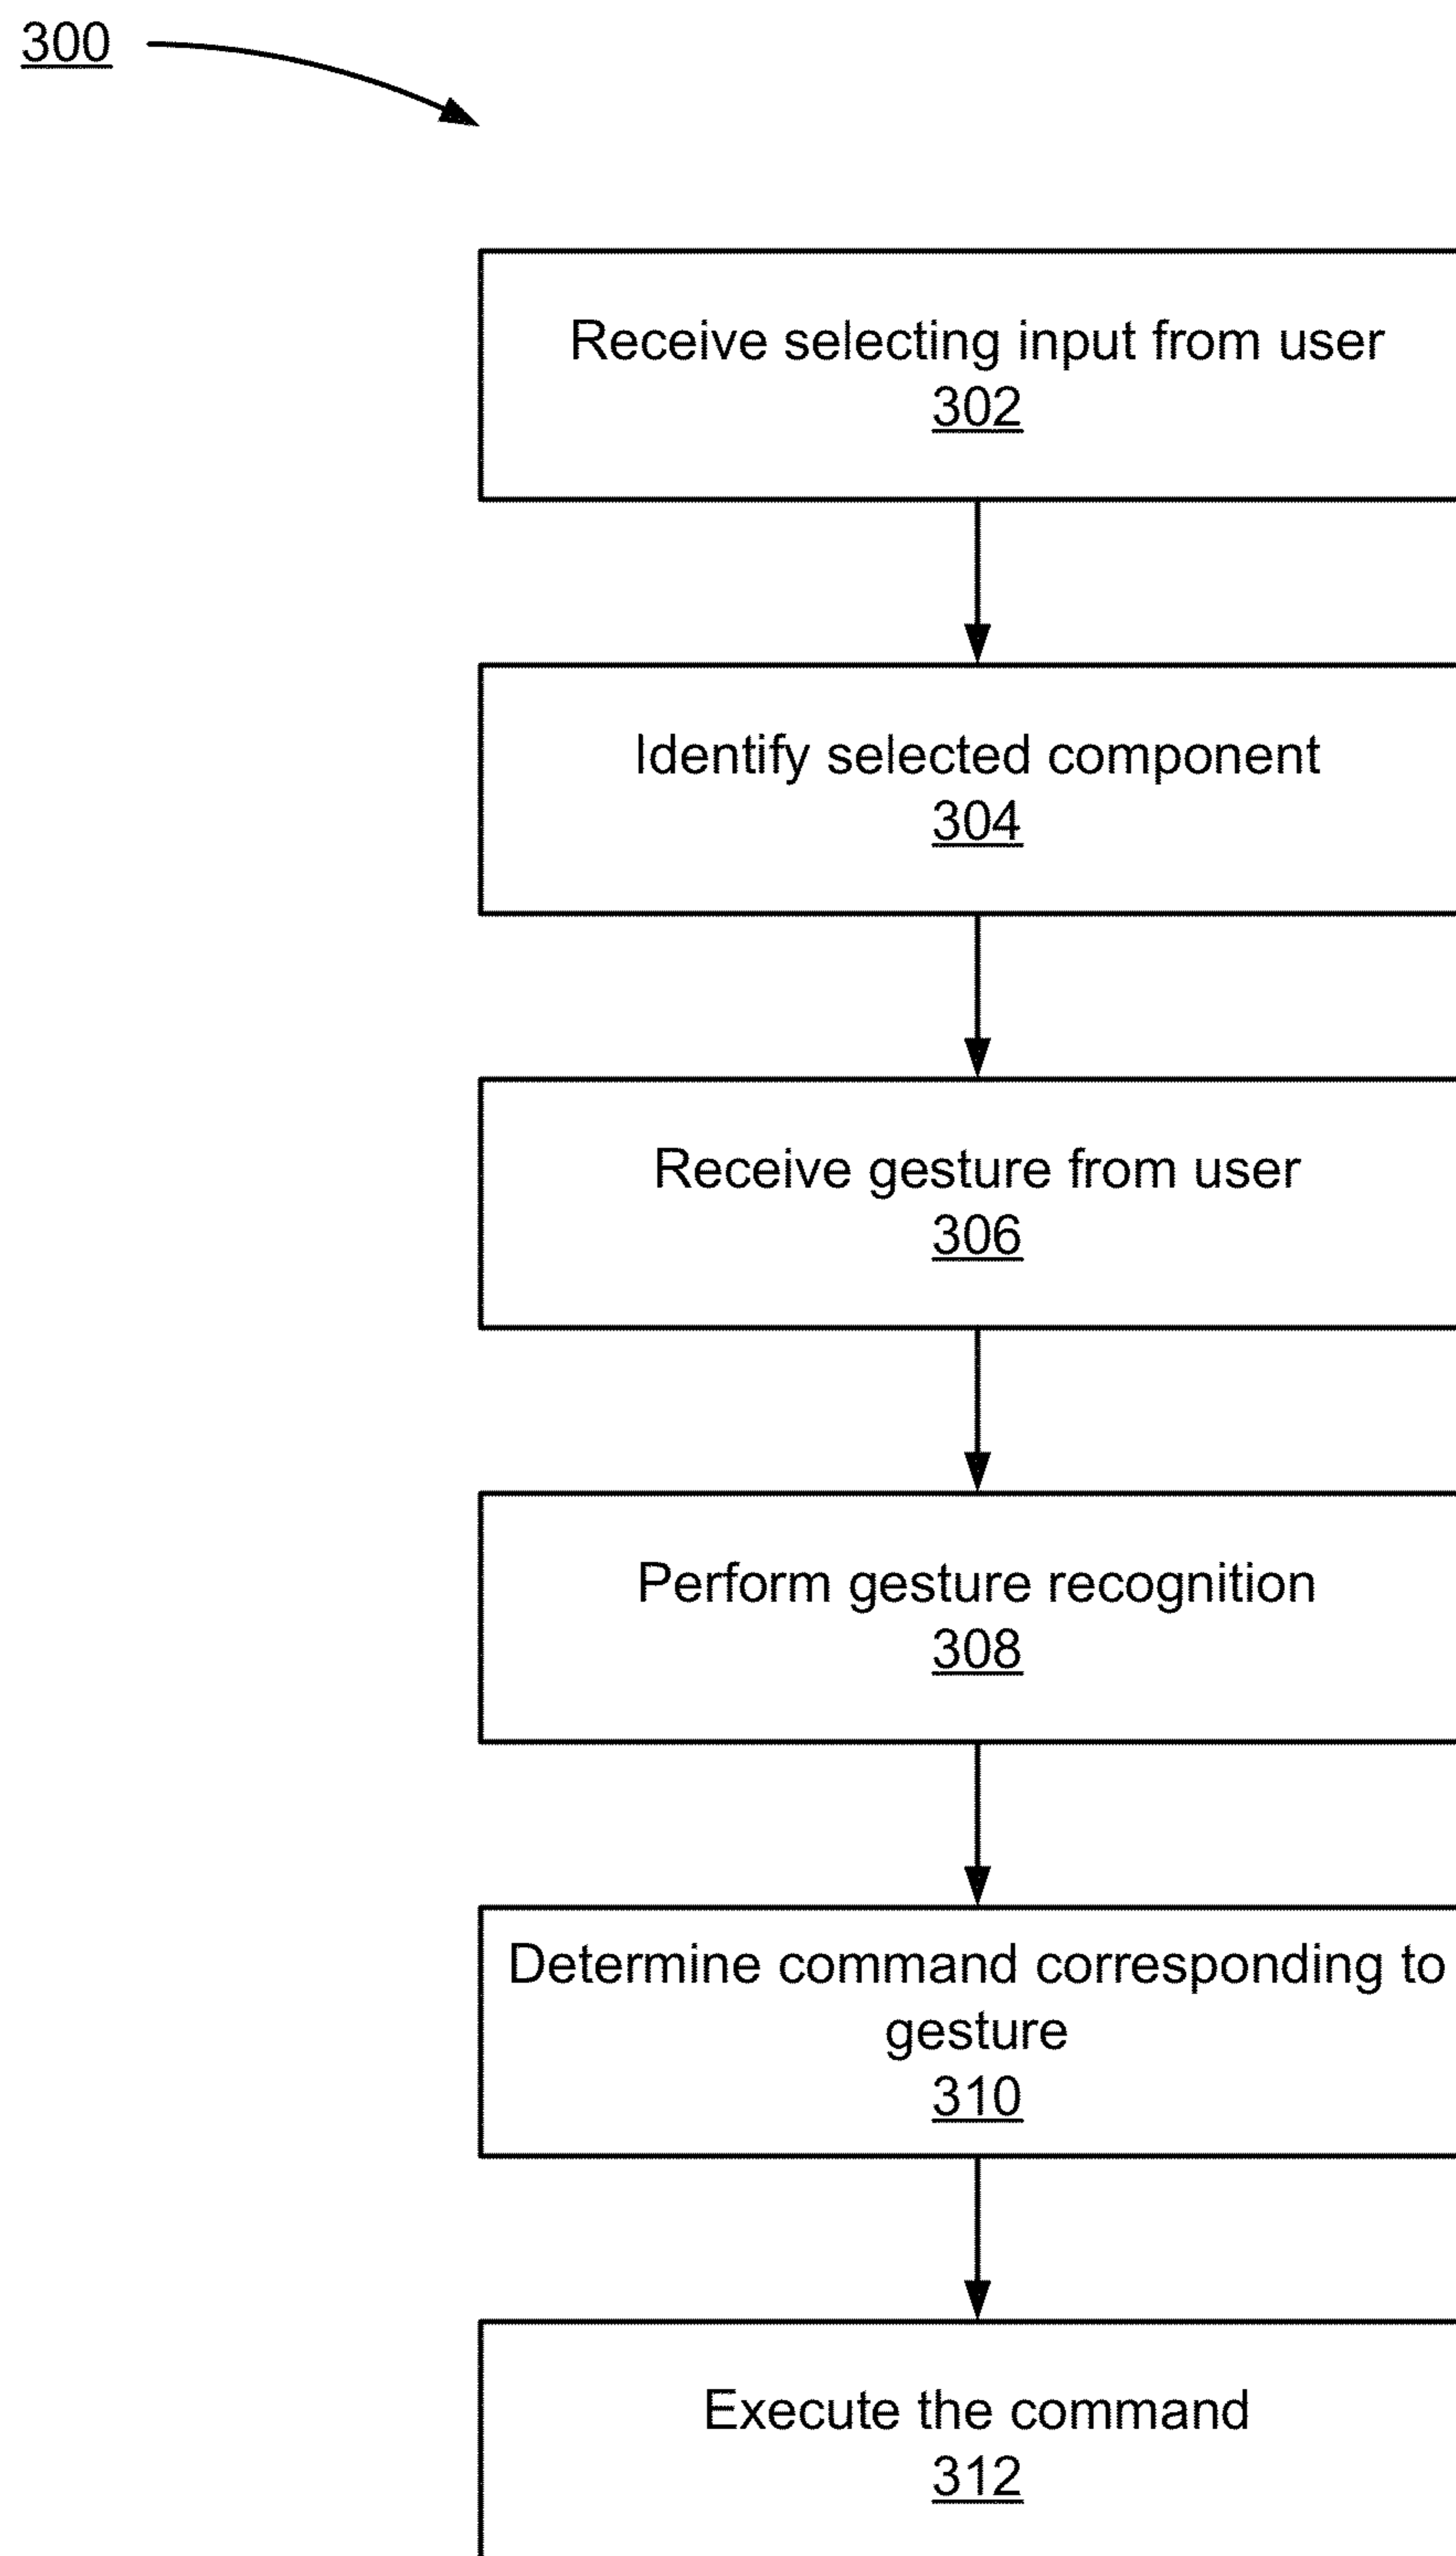 300
Receive selecting input from user
302
Identify selected component
304
Receive gesture from user
306
Perform gesture recognition
308
Determine command corresponding to
gesture
310
Execute the command
312